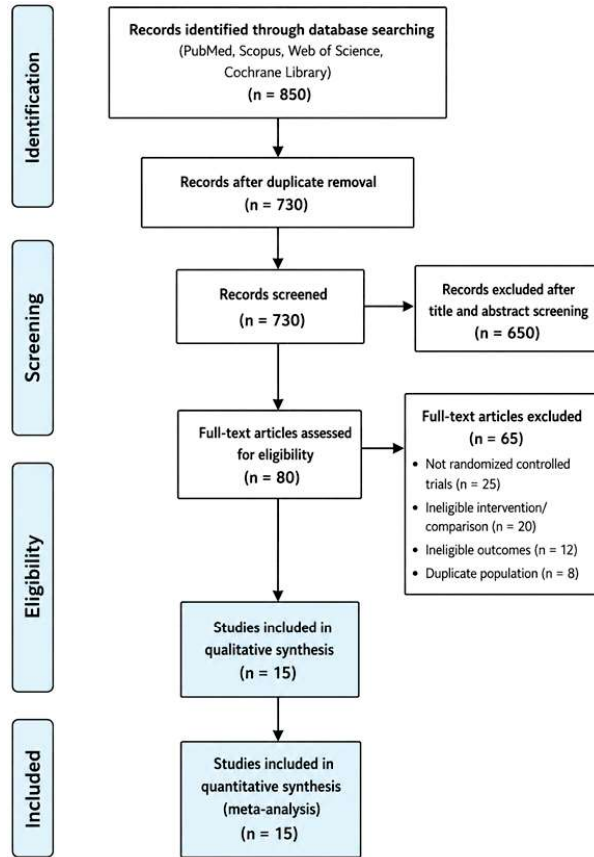 Identification
Records identified through database searching
(PubMed, Scopus, Web of Science,
Cochrane Library)
(n = 850)
Records after duplicate removal
(n = 730)
Screening
Records screened
(n = 730)
Records excluded after
title and abstract screening
(n = 650)
Full-text articles assessed
for eligibility
(n = 80)
Full-text articles excluded
(n = 65)
• Not randomized controlled
trials (n = 25)
• Ineligible intervention/
comparison (n = 20)
• Ineligible outcomes (n = 12)
• Duplicate population (n = 8)
Eligibility
Studies included in
qualitative synthesis
(n = 15)
Included
Studies included in
quantitative synthesis
(meta-analysis)
(n = 15)